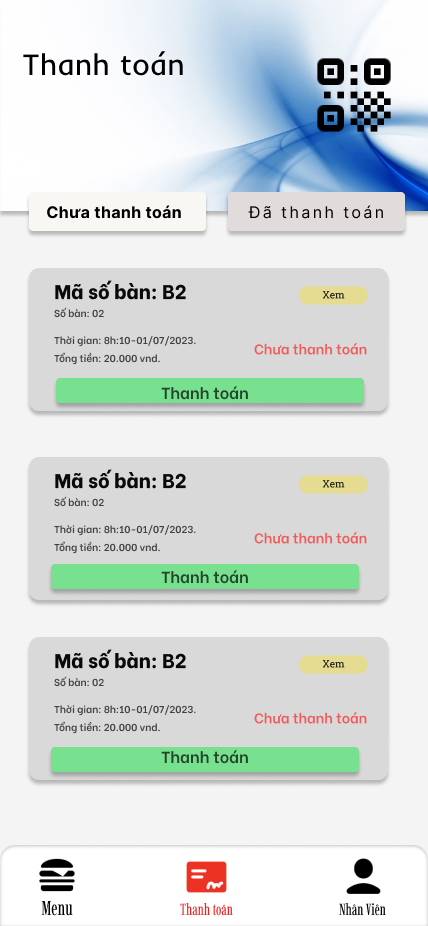 Thanh toán
Chưa thanh toán
Đã thanh toán
Mã số bàn: B2
Xem
Số bàn: 02
Thời gian: 8h:10-01/07/2023.
Chưa thanh toán
Tổng tiền: 20.000 vnd.
Thanh toán
Mã số bàn: B2
Xem
Số bàn: 02
Thời gian: 8h:10-01/07/2023.
Chưa thanh toán
Tổng tiền: 20.000 vnd.
Thanh toán
Mã số bàn: B2
Xem
Số bàn: 02
Thời gian: 8h:10-01/07/2023.
Chưa thanh toán
Tổng tiền: 20.000 vnd.
Thanh toán
Menu
Thanh toán
Nhân Viên